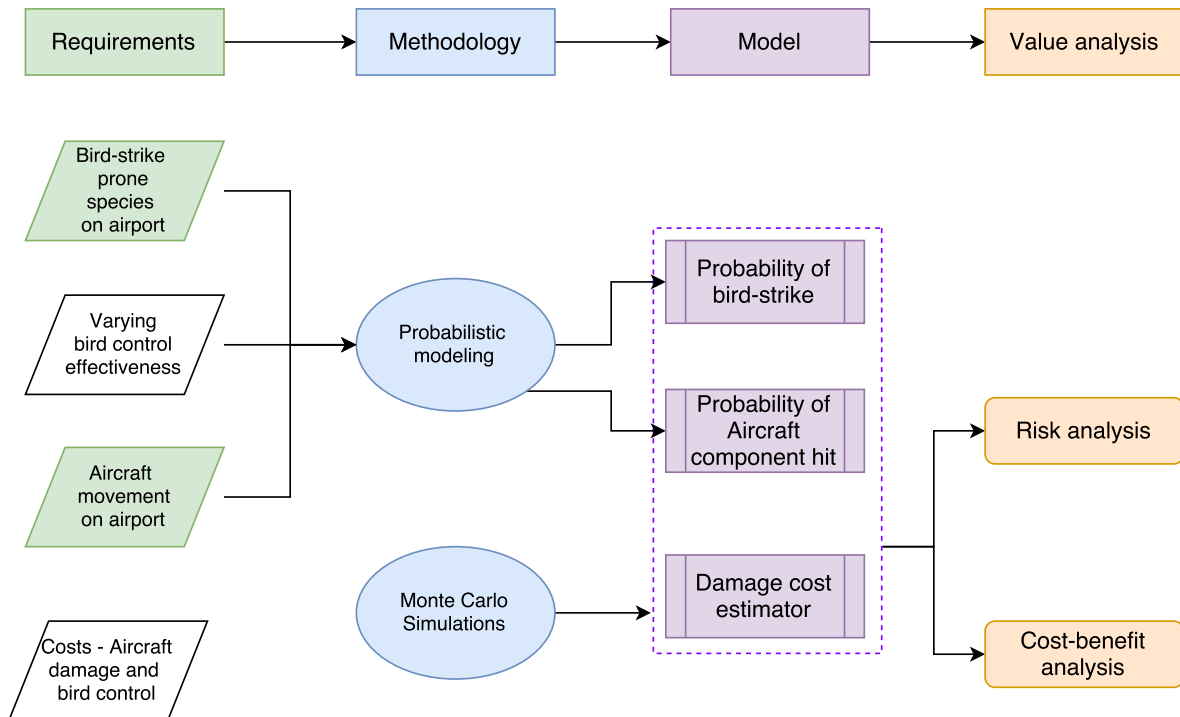 Requirements
Methodology
Model
Value analysis
Bird-strike
prone
species
on airport
Varying
bird control
effectiveness
Aircraft
movement
on airport
Costs - Aircraft
damage and
bird control
Probabilistic
modeling
Monte Carlo
Simulations
Probability of
bird-strike
Probability of
Aircraft
component hit
Damage cost
estimator
Risk analysis
Cost-benefit
analysis